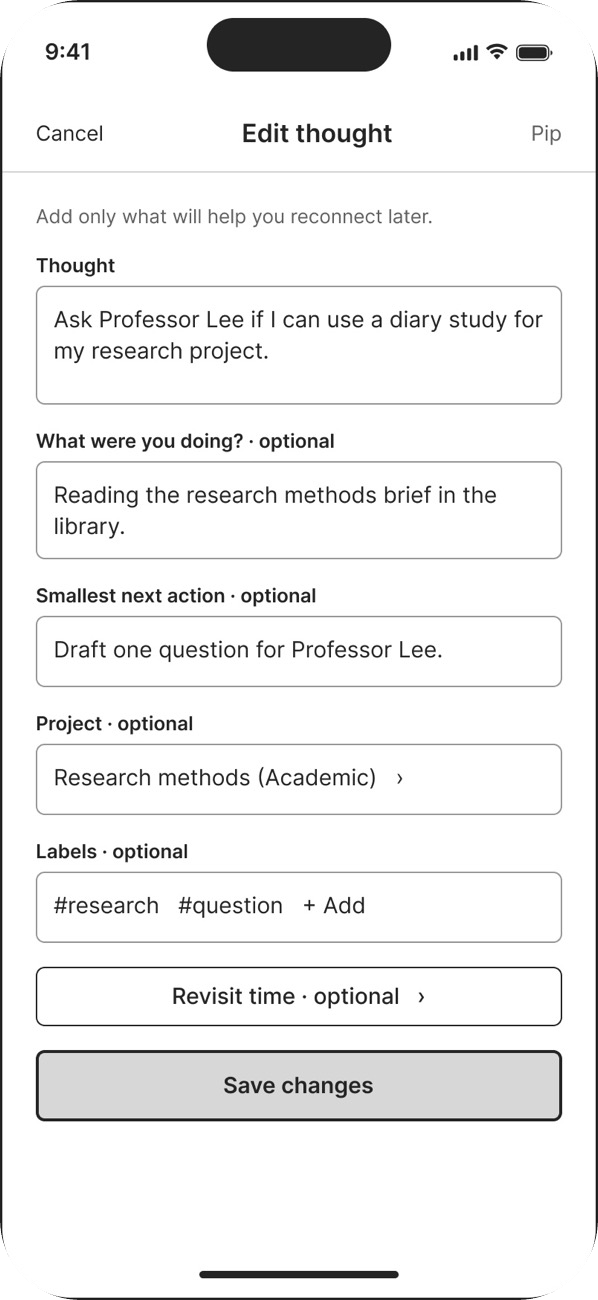 9:41
Cancel Edit thought Pip
Add only what will help you reconnect later.
Thought
Ask Professor Lee if I can use a diary study for
my research project.
What were you doing? · optional
Reading the research methods brief in the
library.
Smallest next action · optional
Draft one question for Professor Lee.
Project · optional
Research methods (Academic) ›
Labels · optional
#research #question + Add
Revisit time · optional ›
Save changes